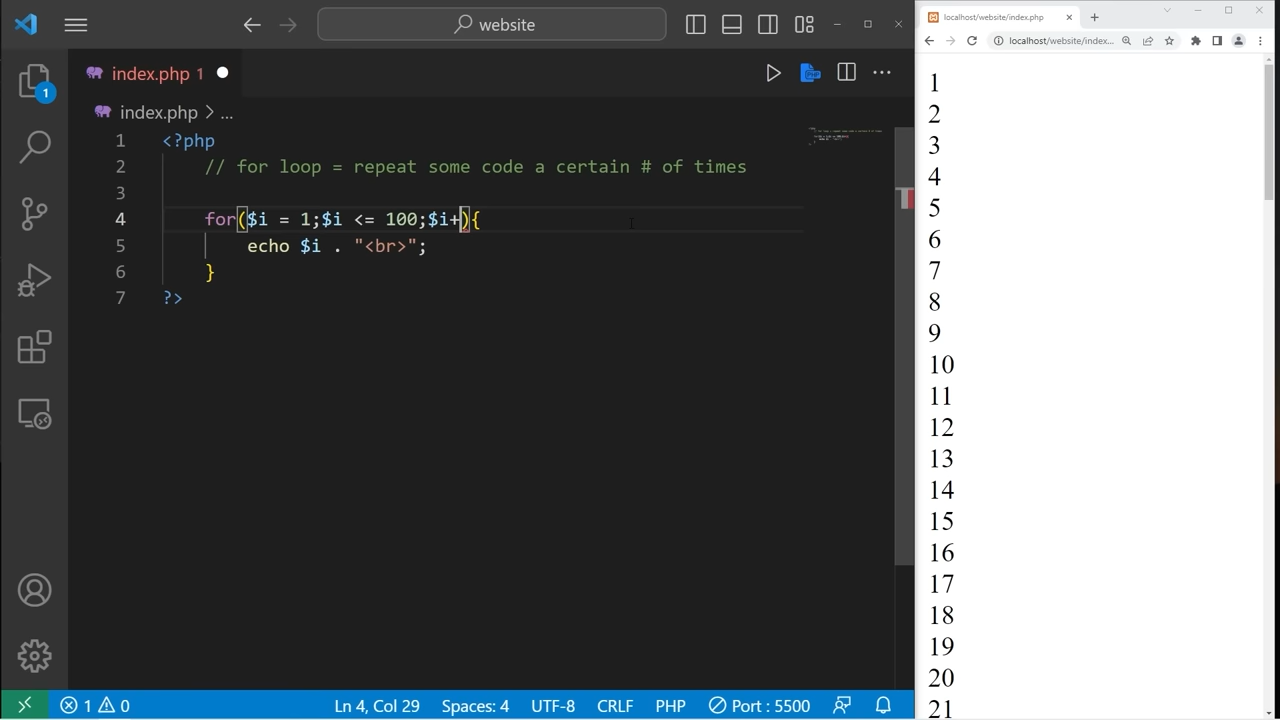 website
index.php 1
index.php > ...
1 <?php
2 // for loop = repeat some code a certain # of times
3
4 for($i = 1;$i <= 100;$i+){
5 echo $i . "<br>";
6 }
7 ?>
1
1 0
Ln 4, Col 29
Spaces: 4
UTF-8
CRLF
PHP
Port : 5500
localhost/website/index.php
localhost/website/index...
1
2
3
4
5
6
7
8
9
10
11
12
13
14
15
16
17
18
19
20
21